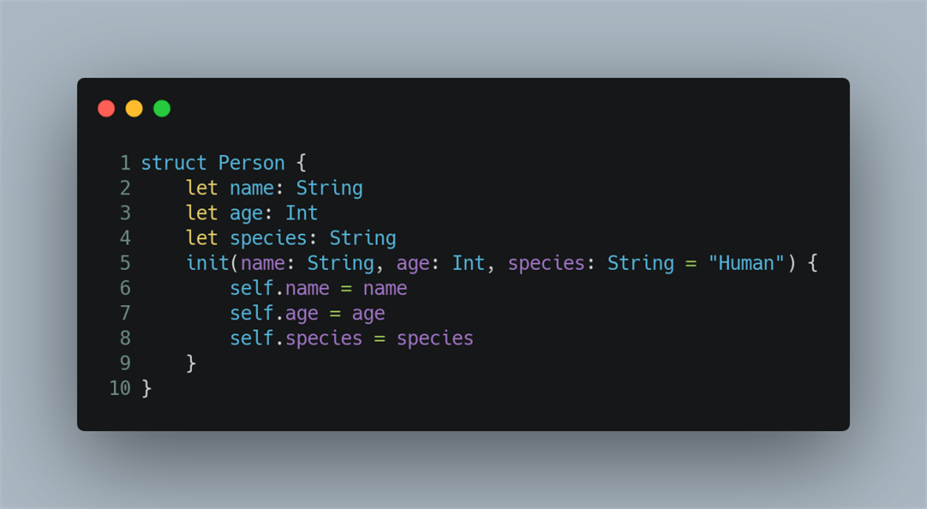 1 struct Person {
2     let name: String
3     let age: Int
4     let species: String
5     init(name: String, age: Int, species: String = "Human") {
6         self.name = name
7         self.age = age
8         self.species = species
9     }
10 }